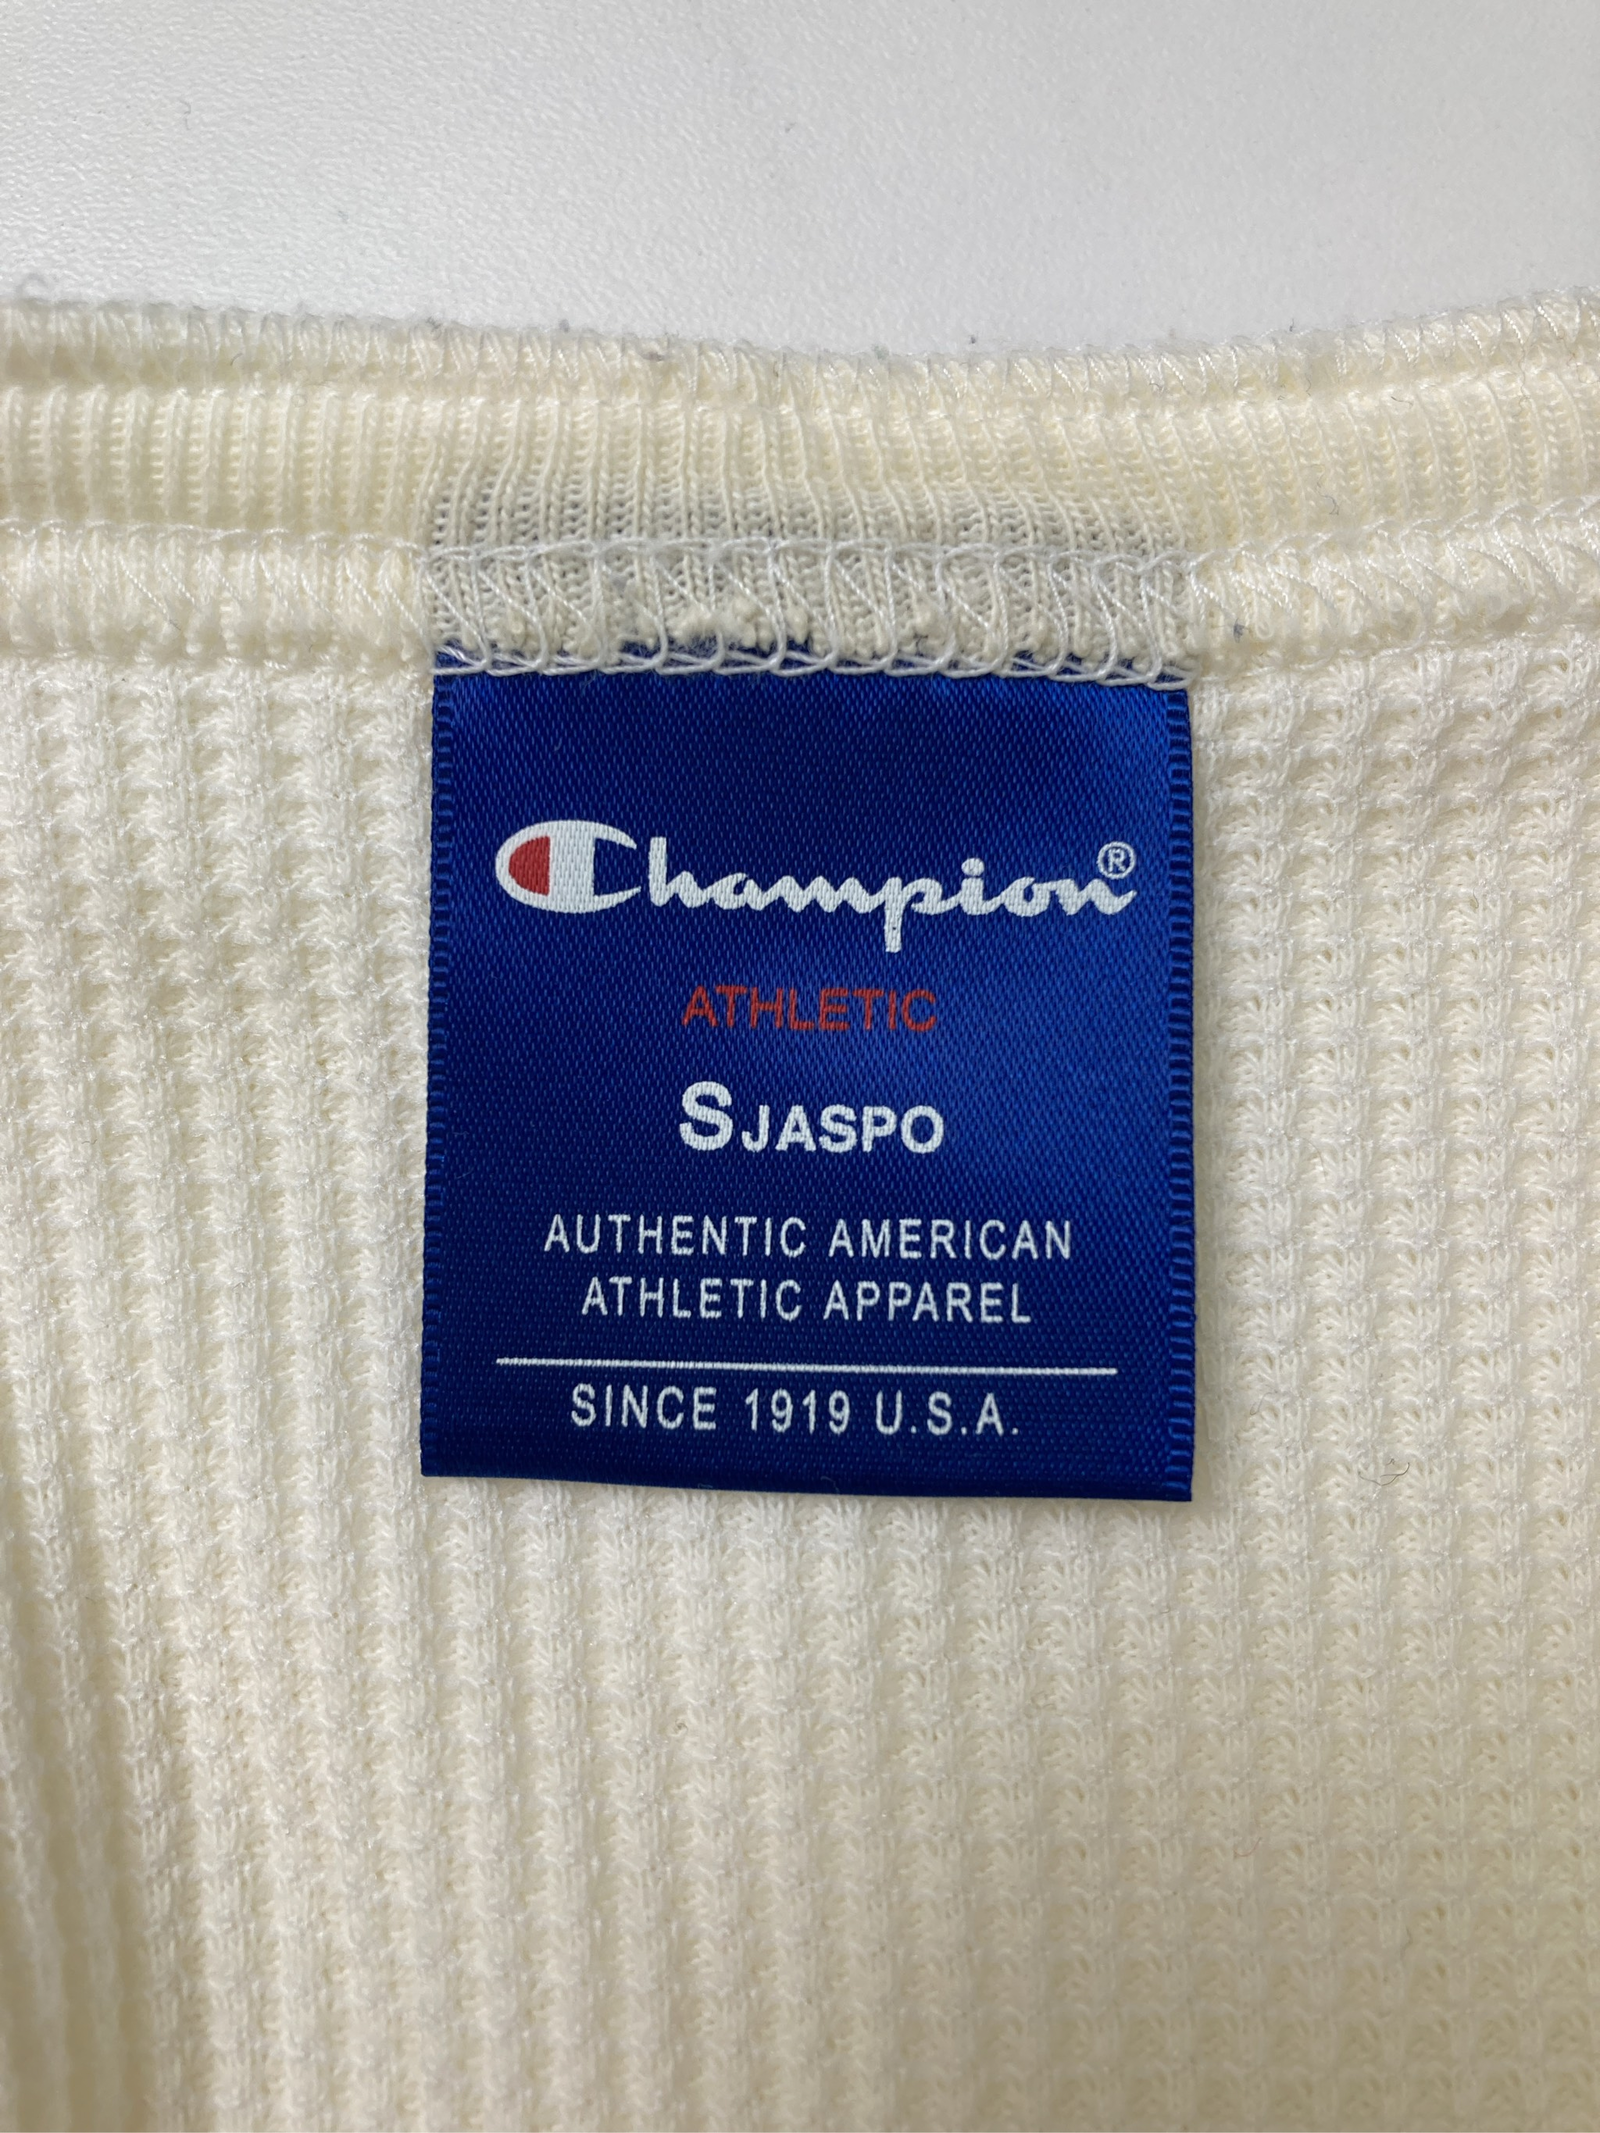 Champion®
ATHLETIC
SJASPO
AUTHENTIC AMERICAN
ATHLETIC APPAREL
SINCE 1919 U.S.A.